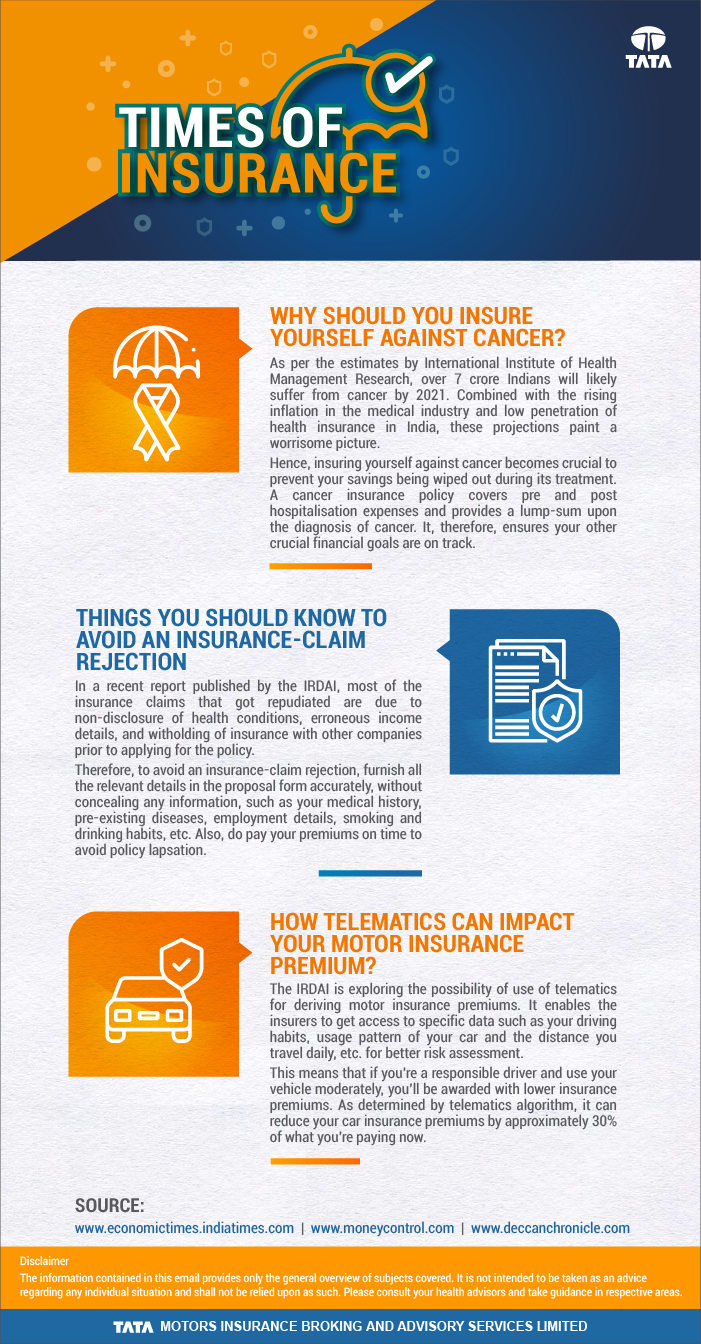 TATA
TIMES OF
INSURANCE
WHY SHOULD YOU INSURE
YOURSELF AGAINST CANCER?
As per the estimates by International Institute of Health
Management Research, over 7 crore Indians will likely
suffer from cancer by 2021. Combined with the rising
inflation in the medical industry and low penetration of
health insurance in India, these projections paint a
worrisome picture.
Hence, insuring yourself against cancer becomes crucial to
prevent your savings being wiped out during its treatment.
A cancer insurance policy covers pre and post
hospitalisation expenses and provides a lump-sum upon
the diagnosis of cancer. It, therefore, ensures your other
crucial financial goals are on track.
THINGS YOU SHOULD KNOW TO
AVOID AN INSURANCE-CLAIM
REJECTION
In a recent report published by the IRDAI, most of the
insurance claims that got repudiated are due to
non-disclosure of health conditions, erroneous income
details, and witholding of insurance with other companies
prior to applying for the policy.
Therefore, to avoid an insurance-claim rejection, furnish all
the relevant details in the proposal form accurately, without
concealing any information, such as your medical history,
pre-existing diseases, employment details, smoking and
drinking habits, etc. Also, do pay your premiums on time to
avoid policy lapsation.
HOW TELEMATICS CAN IMPACT
YOUR MOTOR INSURANCE
PREMIUM?
The IRDAI is exploring the possibility of use of telematics
for deriving motor insurance premiums. It enables the
insurers to get access to specific data such as your driving
habits, usage pattern of your car and the distance you
travel daily, etc. for better risk assessment.
This means that if you're a responsible driver and use your
vehicle moderately, you'll be awarded with lower insurance
premiums. As determined by telematics algorithm, it can
reduce your car insurance premiums by approximately 30%
of what you're paying now.
SOURCE:
www.economictimes.indiatimes.com | www.moneycontrol.com | www.deccanchronicle.com
Disclaimer
The information contained in this email provides only the general overview of subjects covered. It is not intended to be taken as an advice
regarding any individual situation and shall not be relied upon as such. Please consult your health advisors and take guidance in respective areas.
TATA MOTORS INSURANCE BROKING AND ADVISORY SERVICES LIMITED